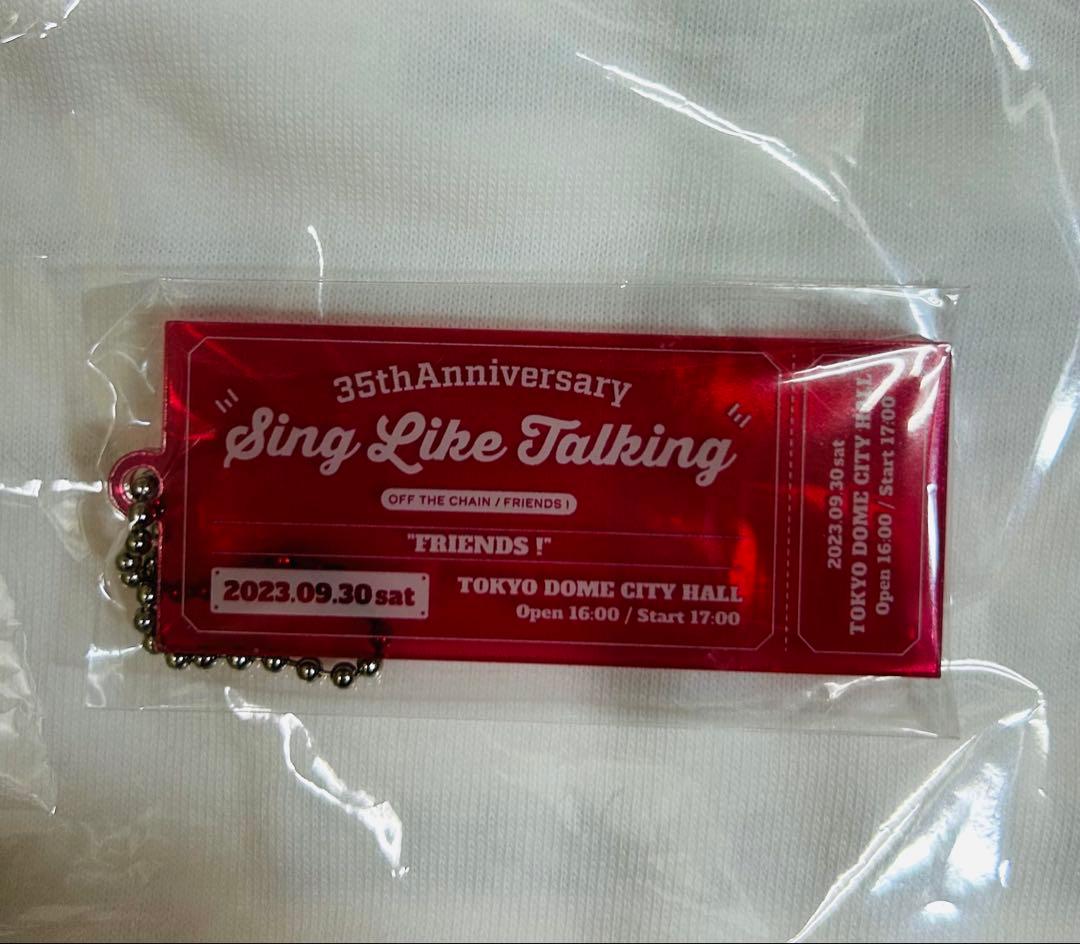 35thAnniversary
Sing Like Talking
OFF THE CHAIN / FRIENDS !
"FRIENDS !"
2023.09.30 sat
TOKYO DOME CITY HALL
Open 16:00 / Start 17:00
2023.09.30 sat
TOKYO DOME CITY HALL
Open 16:00 / Start 17:00